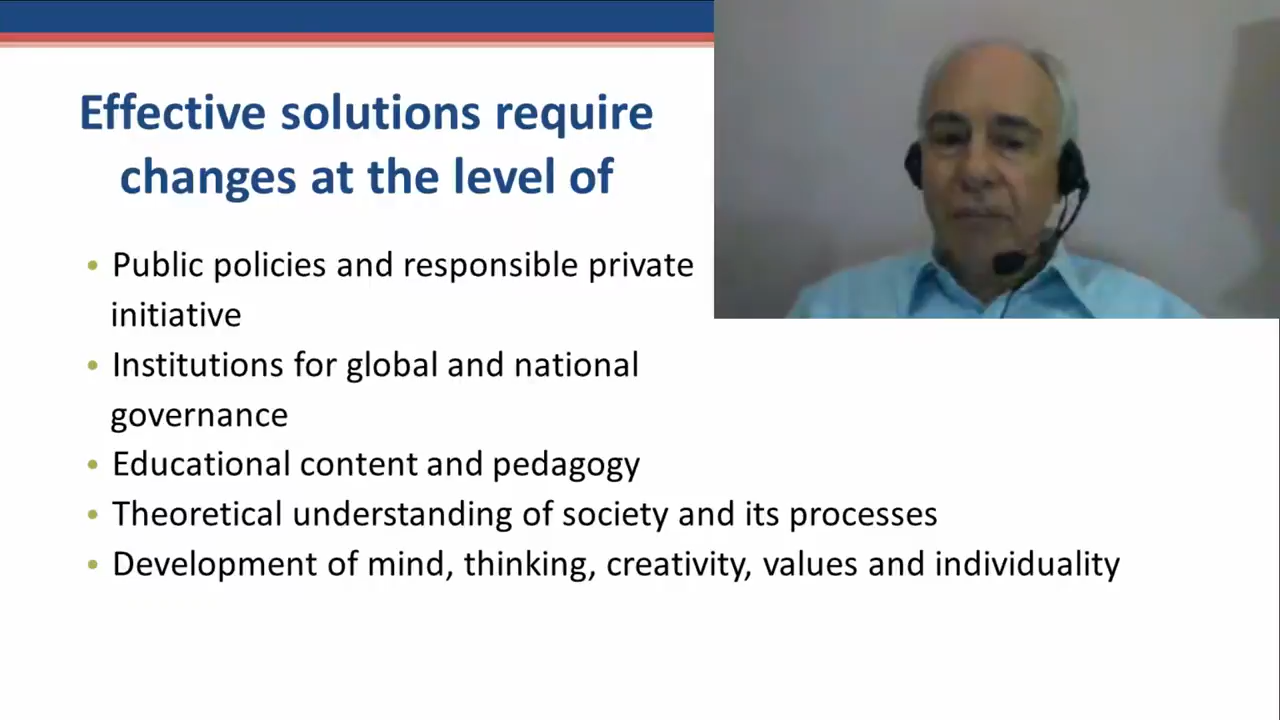 Effective solutions require
changes at the level of
• Public policies and responsible private
initiative
• Institutions for global and national
governance
• Educational content and pedagogy
• Theoretical understanding of society and its processes
• Development of mind, thinking, creativity, values and individuality